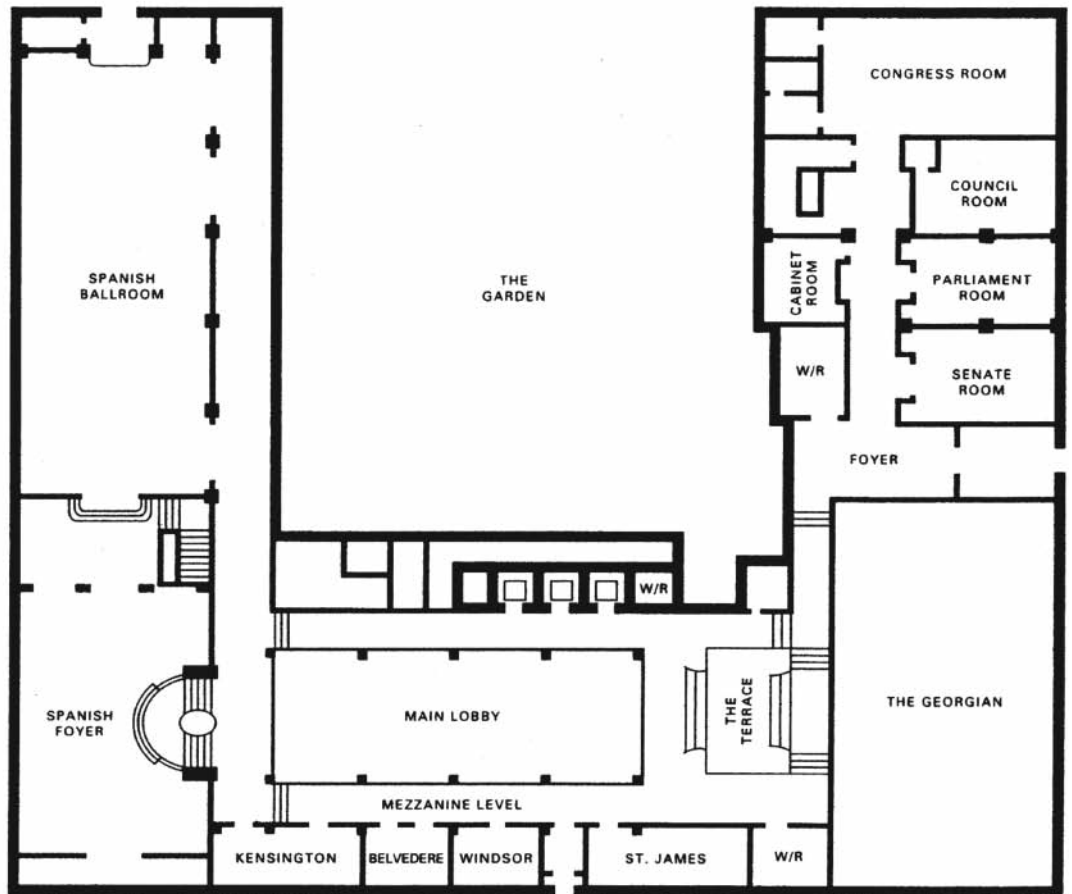 CONGRESS ROOM
COUNCIL
ROOM
SPANISH
BALLROOM
THE
GARDEN
CABINET
ROOM
PARLIAMENT
ROOM
W/R
SENATE
ROOM
FOYER
W/R
SPANISH
FOYER
MAIN LOBBY
THE
TERRACE
THE GEORGIAN
MEZZANINE LEVEL
KENSINGTON
BELVEDERE
WINDSOR
ST. JAMES
W/R